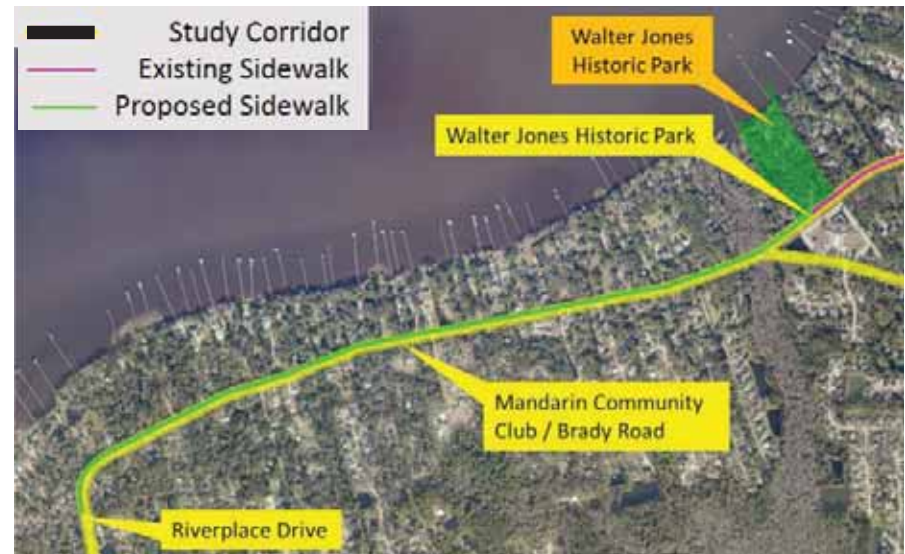 Study Corridor
Existing Sidewalk
Proposed Sidewalk
Walter Jones
Historic Park
Walter Jones Historic Park
Mandarin Community
Club / Brady Road
Riverplace Drive